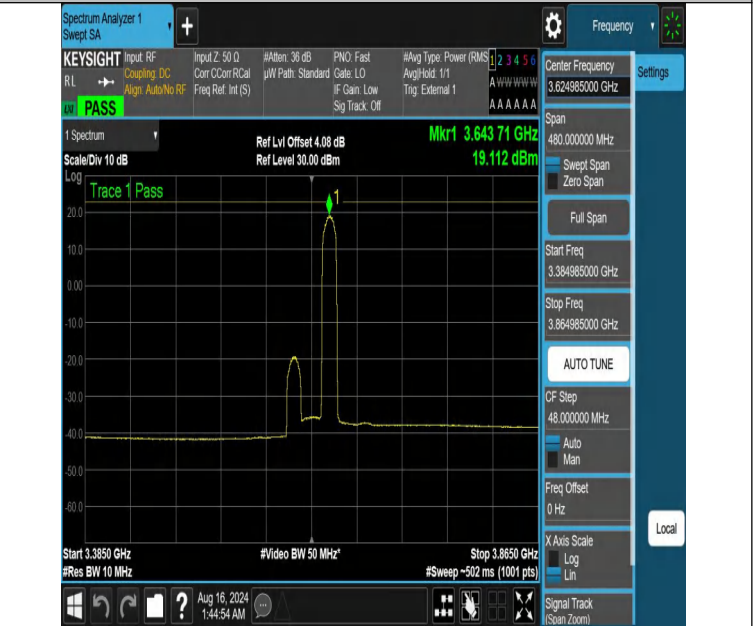 Spectrum Analyzer 1
Swept SA
+
Frequency
KEYSIGHT
RL
PASS
Input: RF
Coupling: DC
Align: Auto/No RF
Input Z: 50 Ω
Corr CCorr RCal
Freq Ref: Int (S)
#Atten: 36 dB
µW Path: Standard
PNO: Fast
Gate: LO
IF Gain: Low
Sig Track: Off
#Avg Type: Power (RMS
Avg|Hold: 1/1
Trig: External 1
1 2 3 4 5 6
A W W W W W
A A A A A A
1 Spectrum
Scale/Div 10 dB
Ref Lvl Offset 4.08 dB
Ref Level 30.00 dBm
Mkr1 3.643 71 GHz
19.112 dBm
Log
Trace 1 Pass
1
20.0
10.0
0.00
-10.0
-20.0
-30.0
-40.0
-50.0
-60.0
Start 3.3850 GHz
#Res BW 10 MHz
#Video BW 50 MHz*
Stop 3.8650 GHz
#Sweep ~502 ms (1001 pts)
?
Aug 16, 2024
1:44:54 AM
Center Frequency
3.624985000 GHz
Settings
Span
480.000000 MHz
Swept Span
Zero Span
Full Span
Start Freq
3.384985000 GHz
Stop Freq
3.864985000 GHz
AUTO TUNE
CF Step
48.000000 MHz
Auto
Man
Freq Offset
0 Hz
Local
X Axis Scale
Log
Lin
Signal Track
(Span Zoom)